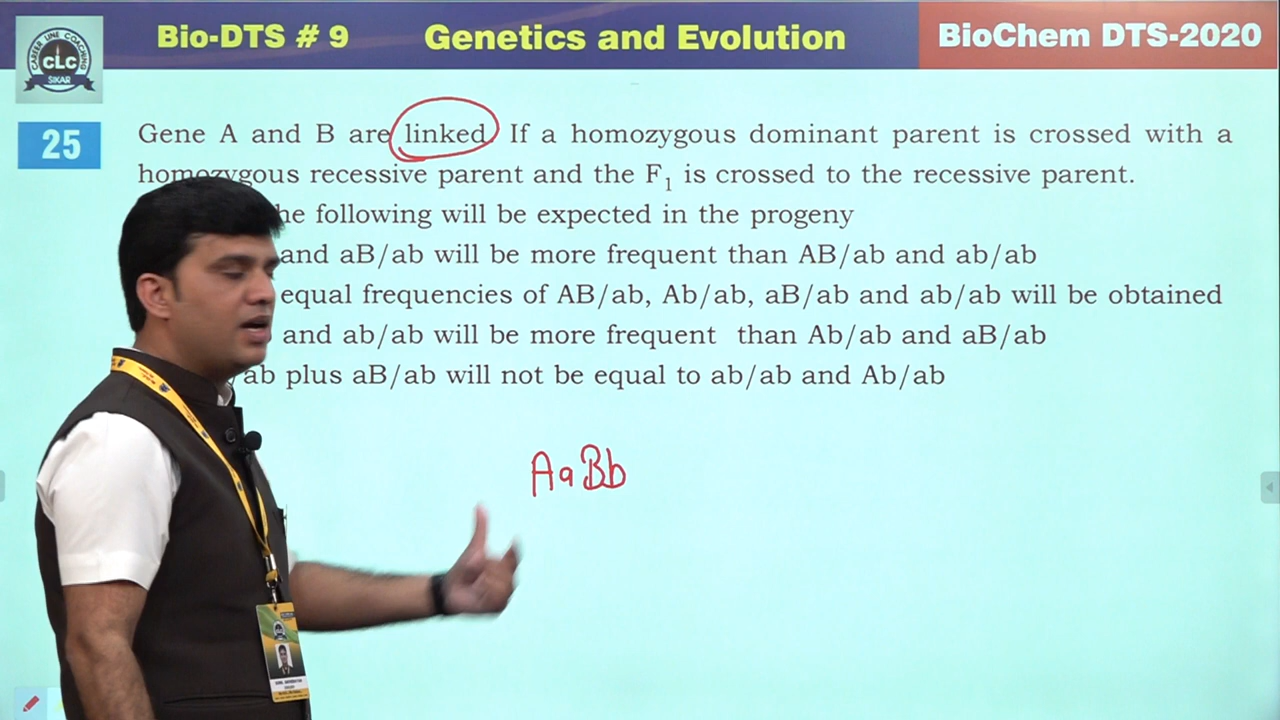 Bio-DTS # 9 Genetics and Evolution BioChem DTS-2020
CAREER LINE COACHING
CLC
SIKAR
25
Gene A and B are linked. If a homozygous dominant parent is crossed with a
homozygous recessive parent and the F₁ is crossed to the recessive parent.
he following will be expected in the progeny
and aB/ab will be more frequent than AB/ab and ab/ab
equal frequencies of AB/ab, Ab/ab, aB/ab and ab/ab will be obtained
and ab/ab will be more frequent than Ab/ab and aB/ab
/ab plus aB/ab will not be equal to ab/ab and Ab/ab
AaBb